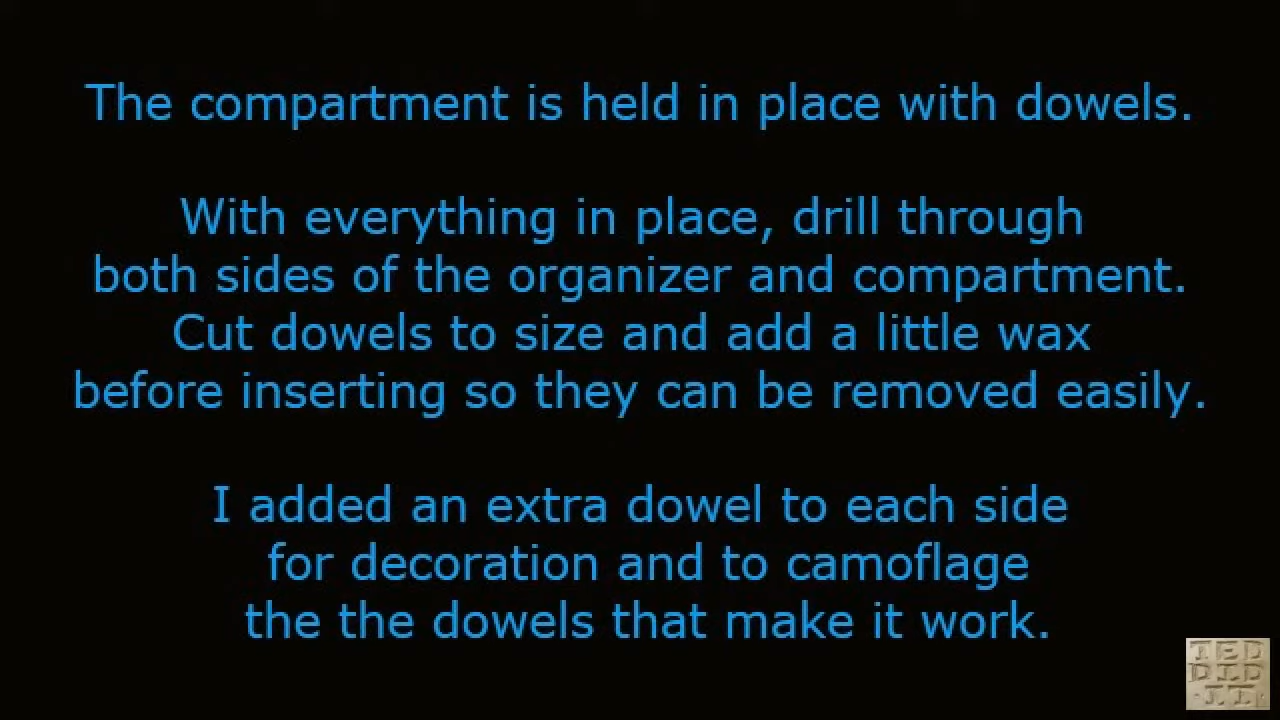 The compartment is held in place with dowels.
With everything in place, drill through
both sides of the organizer and compartment.
Cut dowels to size and add a little wax
before inserting so they can be removed easily.
I added an extra dowel to each side
for decoration and to camoflage
the the dowels that make it work.
TED
DID
IT